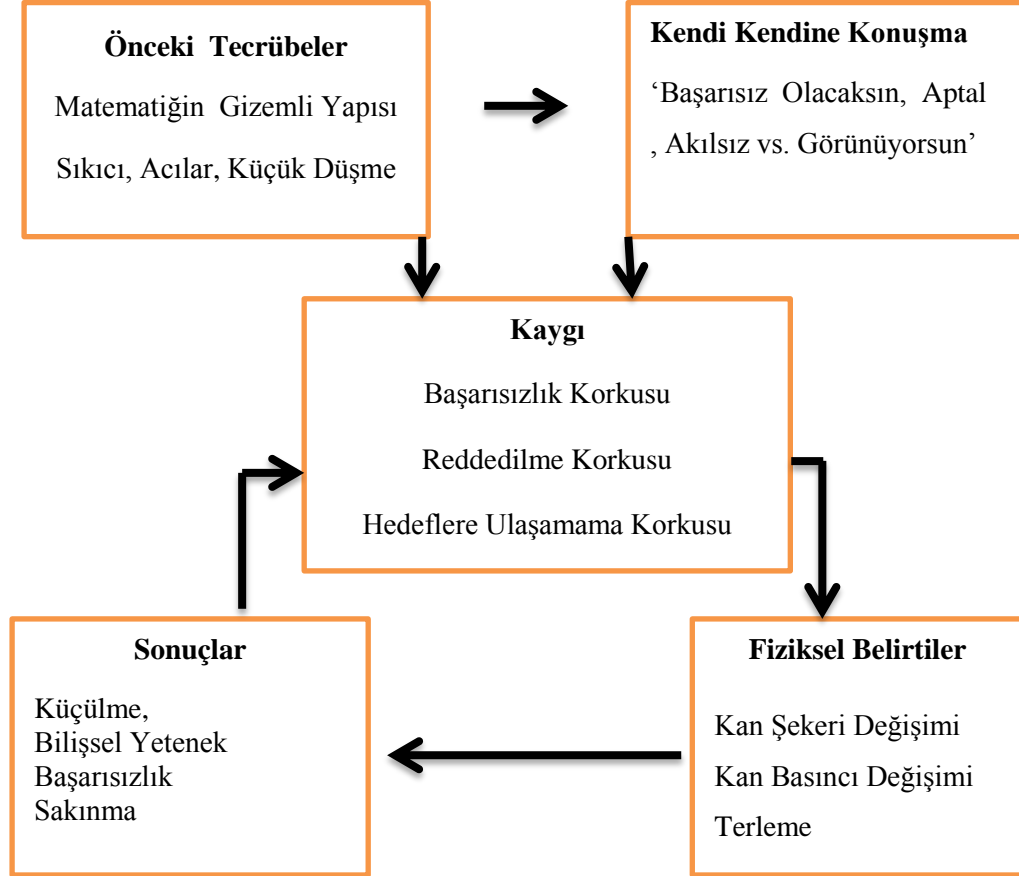 Önceki Tecrübeler
Matematiğin Gizemli Yapısı
Sıkıcı, Acılar, Küçük Düşme
Kendi Kendine Konuşma
‘Başarısız Olacaksın, Aptal
, Akılsız vs. Görünüyorsun’
Kaygı
Başarısızlık Korkusu
Reddedilme Korkusu
Hedeflere Ulaşamama Korkusu
Sonuçlar
Küçülme,
Bilişsel Yetenek
Başarısızlık
Sakınma
Fiziksel Belirtiler
Kan Şekeri Değişimi
Kan Basıncı Değişimi
Terleme